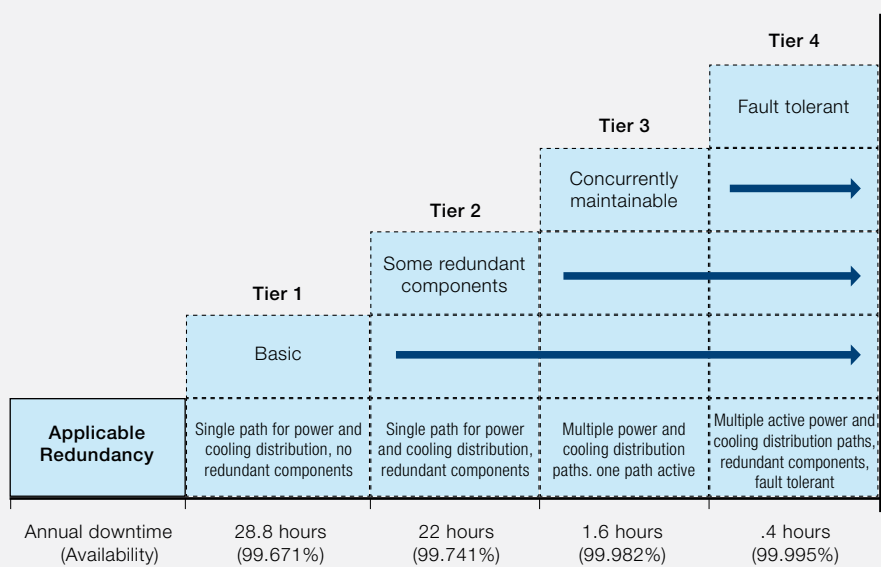 Tier 4
Fault tolerant
Tier 3
Concurrently
maintainable
Tier 2
Some redundant
components
Tier 1
Basic
Applicable
Redundancy
Single path for power and
cooling distribution, no
redundant components
Single path for power
and cooling distribution,
redundant components
Multiple power and
cooling distribution
paths. one path active
Multiple active power and
cooling distribution paths,
redundant components,
fault tolerant
Annual downtime
(Availability)
28.8 hours
(99.671%)
22 hours
(99.741%)
1.6 hours
(99.982%)
.4 hours
(99.995%)